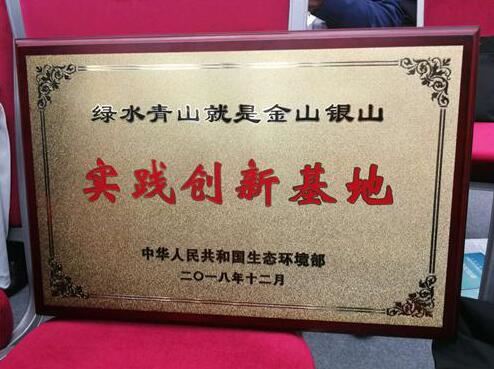 绿水青山就是金山银山
实践创新基地
中华人民共和国生态环境部
二〇一八年十二月